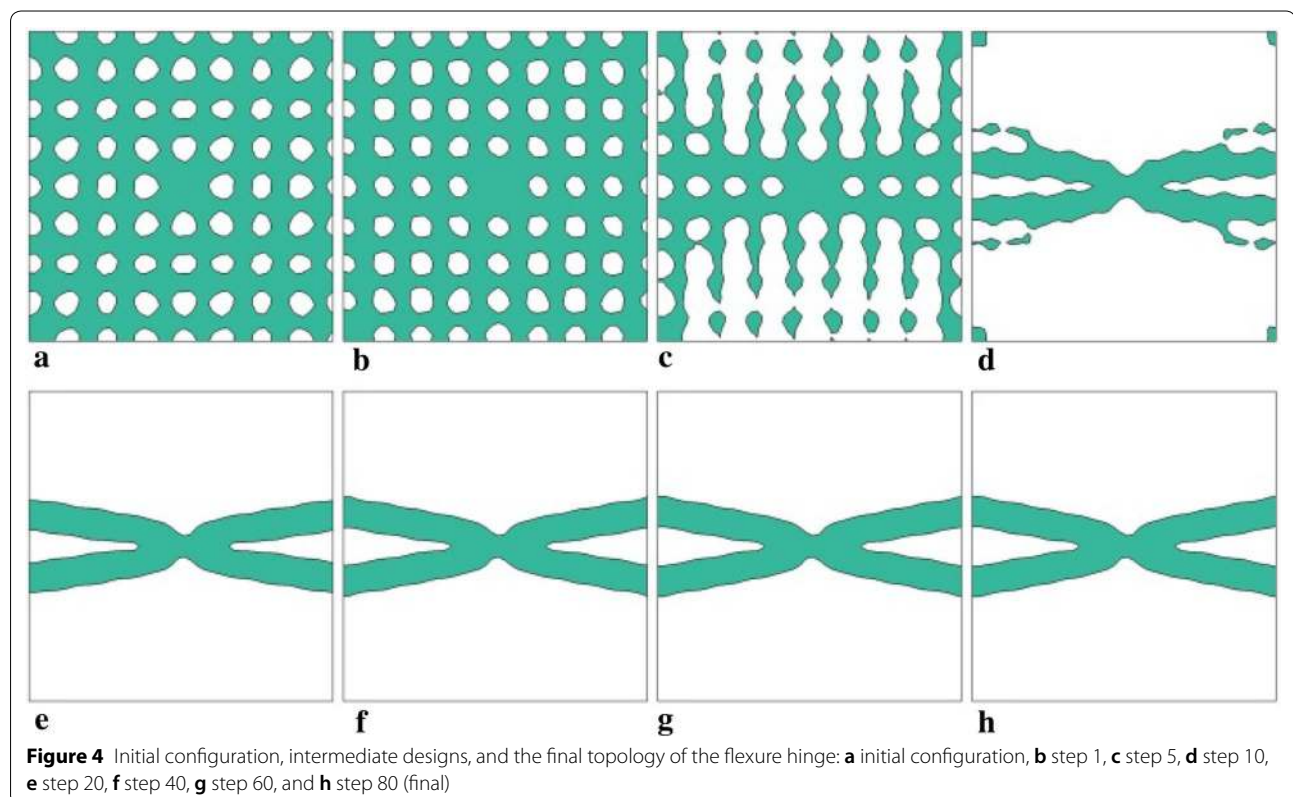 a
b
c
d
e
f
g
h
Figure 4 Initial configuration, intermediate designs, and the final topology of the flexure hinge: a initial configuration, b step 1, c step 5, d step 10,
e step 20, f step 40, g step 60, and h step 80 (final)